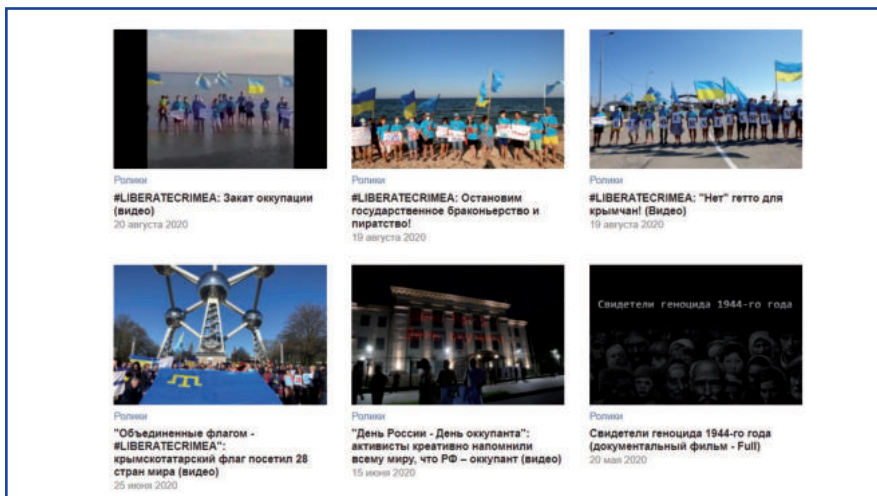 Ролики
#LIBERATECRIMEA: Закат оккупации
(видео)
20 августа 2020
Ролики
#LIBERATECRIMEA: Остановим
государственное браконьерство и
пиратство!
19 августа 2020
Ролики
#LIBERATECRIMEA: "Нет" гетто для
крымчан! (Видео)
19 августа 2020
Свидетели геноцида 1944-го года
Ролики
"Объединенные флагом -
#LIBERATECRIMEA":
крымскотатарский флаг посетил 28
стран мира (видео)
25 июня 2020
Ролики
"День России - День оккупанта":
активисты креативно напомнили
всему миру, что РФ – оккупант (видео)
15 июня 2020
Ролики
Свидетели геноцида 1944-го года
(документальный фильм - Full)
20 мая 2020